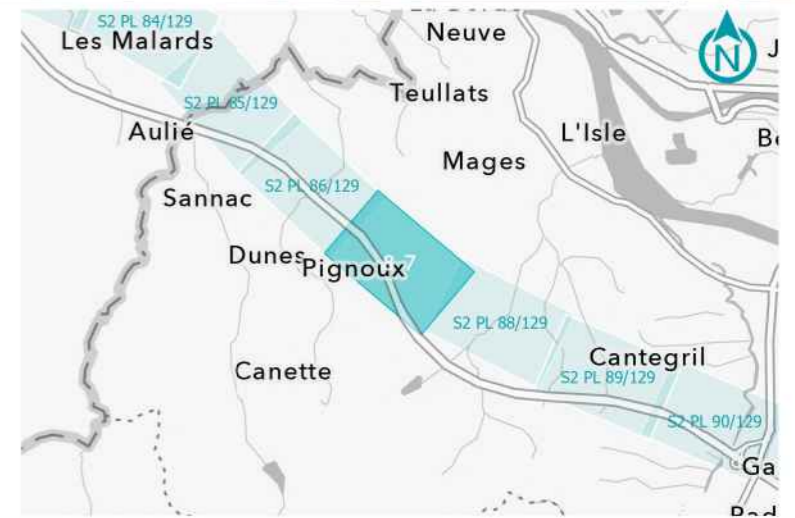 S2 PL 84/129
Les Malards
Neuve
N
J
Teullats
S2 PL 85/129
Aulié
L'Isle
Mages
S2 PL 86/129
Sannac
Dunes
Pignoux
S2 PL 88/129
Cantegril
Canette
S2 PL 89/129
S2 PL 90/129
Ga